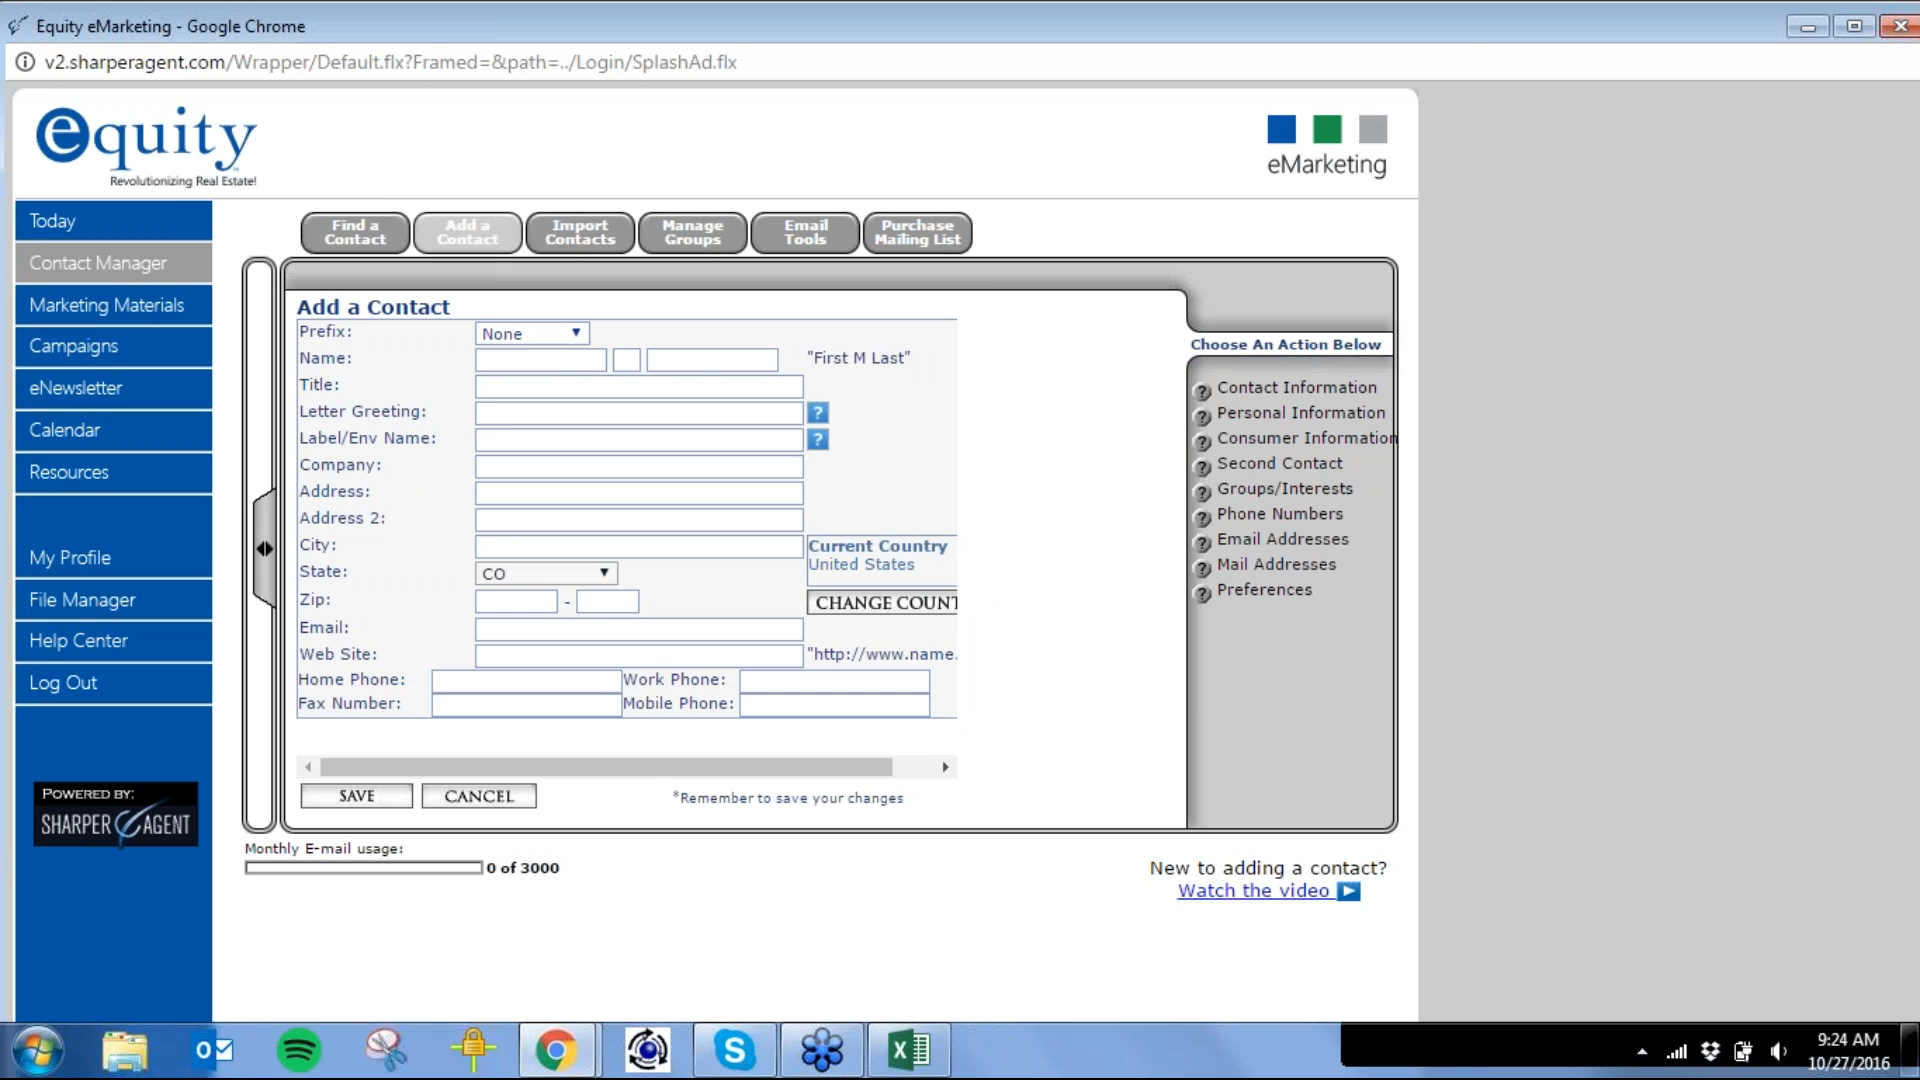 Equity eMarketing - Google Chrome
v2.sharperagent.com/Wrapper/Default.flx?Framed=&path=../Login/SplashAd.flx
equity
Revolutionizing Real Estate!
eMarketing
Today
Contact Manager
Marketing Materials
Campaigns
eNewsletter
Calendar
Resources
My Profile
File Manager
Help Center
Log Out
POWERED BY:
SHARPER AGENT
Find a
Contact
Add a
Contact
Import
Contacts
Manage
Groups
Email
Tools
Purchase
Mailing List
Add a Contact
Prefix:
None
Name:
"First M Last"
Title:
Letter Greeting:
?
Label/Env Name:
?
Company:
Address:
Address 2:
City:
Current Country
United States
State:
CO
Zip:
-
CHANGE COUNT
Email:
Web Site:
"http://www.name.
Home Phone:
Work Phone:
Fax Number:
Mobile Phone:
SAVE
CANCEL
*Remember to save your changes
Choose An Action Below
? Contact Information
? Personal Information
? Consumer Information
? Second Contact
? Groups/Interests
? Phone Numbers
? Email Addresses
? Mail Addresses
? Preferences
Monthly E-mail usage:
0 of 3000
New to adding a contact?
Watch the video
9:24 AM
10/27/2016